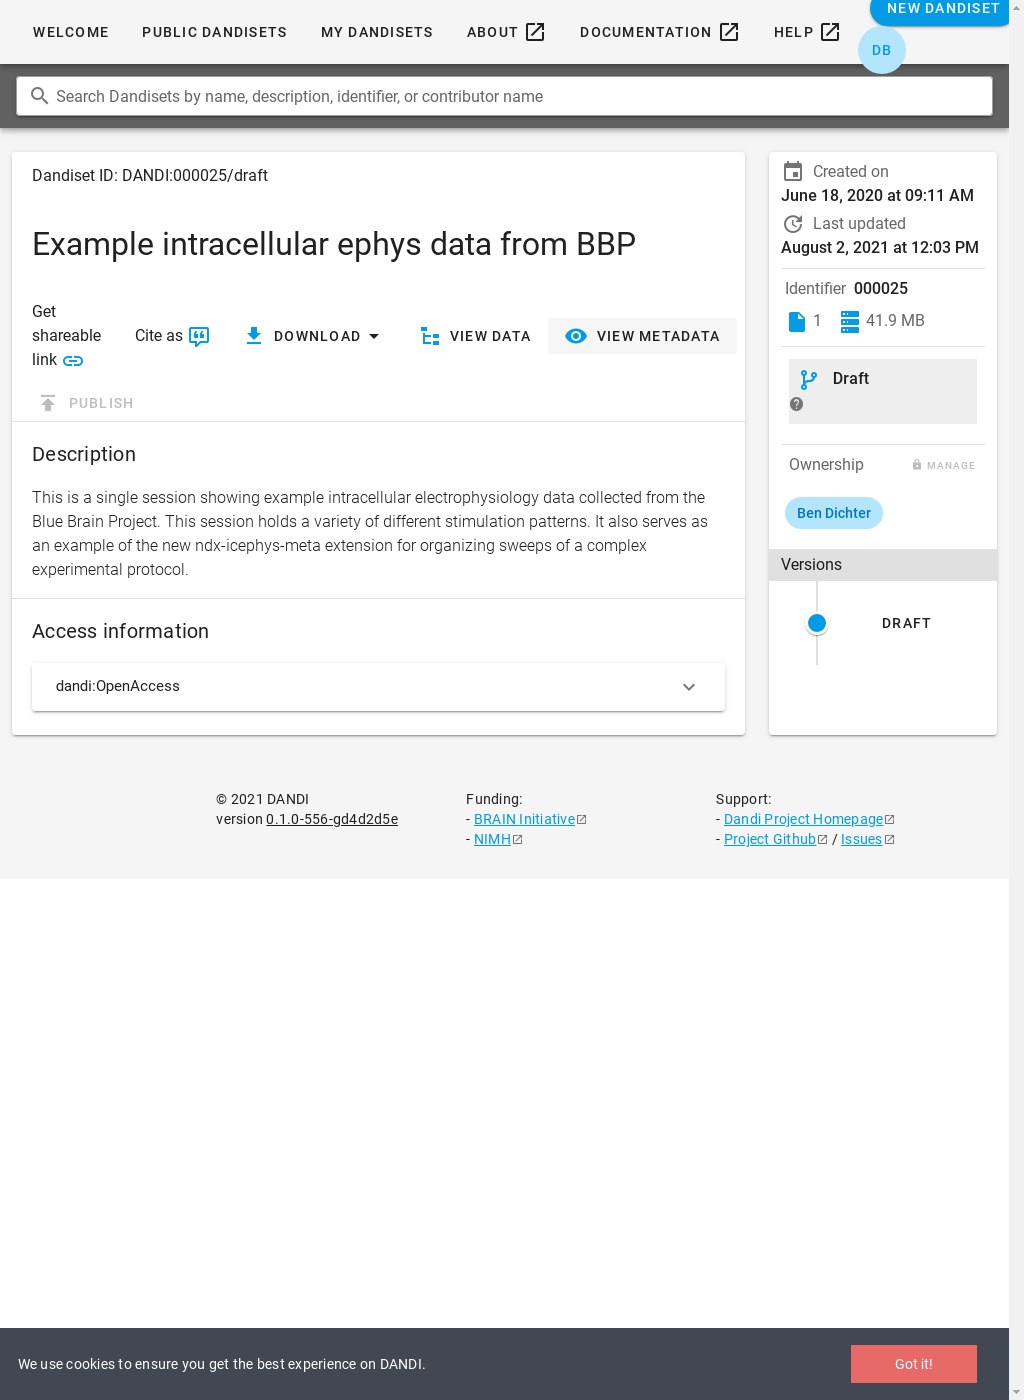 WELCOME
PUBLIC DANDISETS
MY DANDISETS
ABOUT
DOCUMENTATION
HELP
NEW DANDISET
DB
Search Dandisets by name, description, identifier, or contributor name
Dandiset ID: DANDI:000025/draft
Example intracellular ephys data from BBP
Get
shareable
link
Cite as
DOWNLOAD
VIEW DATA
VIEW METADATA
PUBLISH
Description
This is a single session showing example intracellular electrophysiology data collected from the
Blue Brain Project. This session holds a variety of different stimulation patterns. It also serves as
an example of the new ndx-icephys-meta extension for organizing sweeps of a complex
experimental protocol.
Access information
dandi:OpenAccess
Created on
June 18, 2020 at 09:11 AM
Last updated
August 2, 2021 at 12:03 PM
Identifier 000025
1 41.9 MB
Draft
Ownership
MANAGE
Ben Dichter
Versions
DRAFT
© 2021 DANDI
version 0.1.0-556-gd4d2d5e
Funding:
- BRAIN Initiative
- NIMH
Support:
- Dandi Project Homepage
- Project Github / Issues
We use cookies to ensure you get the best experience on DANDI.
Got it!